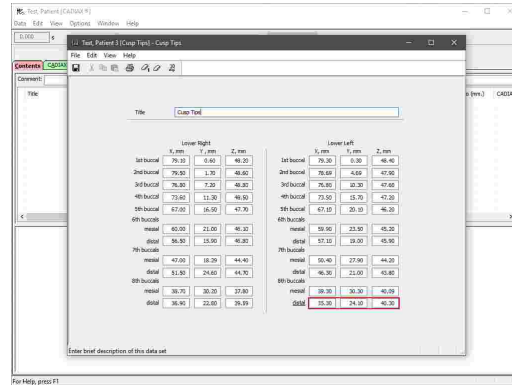 Test, Patient (CADIAX®)
Data Edit View Options Window Help
0.000 s
Contents CADIAX
Comment:
Title
(mm.) CADIA
Test, Patient 3 [Cusp Tips] - Cusp Tips
File Edit View Help
Title Cusp Tips
Lower Right Lower Left
X, mm Y, mm Z, mm X, mm Y, mm Z, mm
1st buccal 79.10 0.60 48.20 1st buccal 79.30 0.30 48.40
2nd buccal 79.50 1.70 48.60 2nd buccal 78.69 4.69 47.90
3rd buccal 76.80 7.20 48.80 3rd buccal 76.80 10.30 47.60
4th buccal 73.60 11.30 48.50 4th buccal 73.50 15.70 47.20
5th buccal 67.00 16.50 47.70 5th buccal 67.10 20.10 46.20
6th buccals 6th buccals
mesial 60.00 21.00 46.10 mesial 59.90 23.50 45.20
distal 56.50 15.90 46.80 distal 57.10 19.00 45.90
7th buccals 7th buccals
mesial 47.00 18.29 44.40 mesial 50.40 27.90 44.20
distal 51.50 24.60 44.70 distal 46.30 21.00 43.80
8th buccals 8th buccals
mesial 38.70 30.20 37.80 mesial 39.30 30.30 40.09
distal 38.90 22.80 39.59 distal 35.30 24.10 40.30
Enter brief description of this data set
For Help, press F1